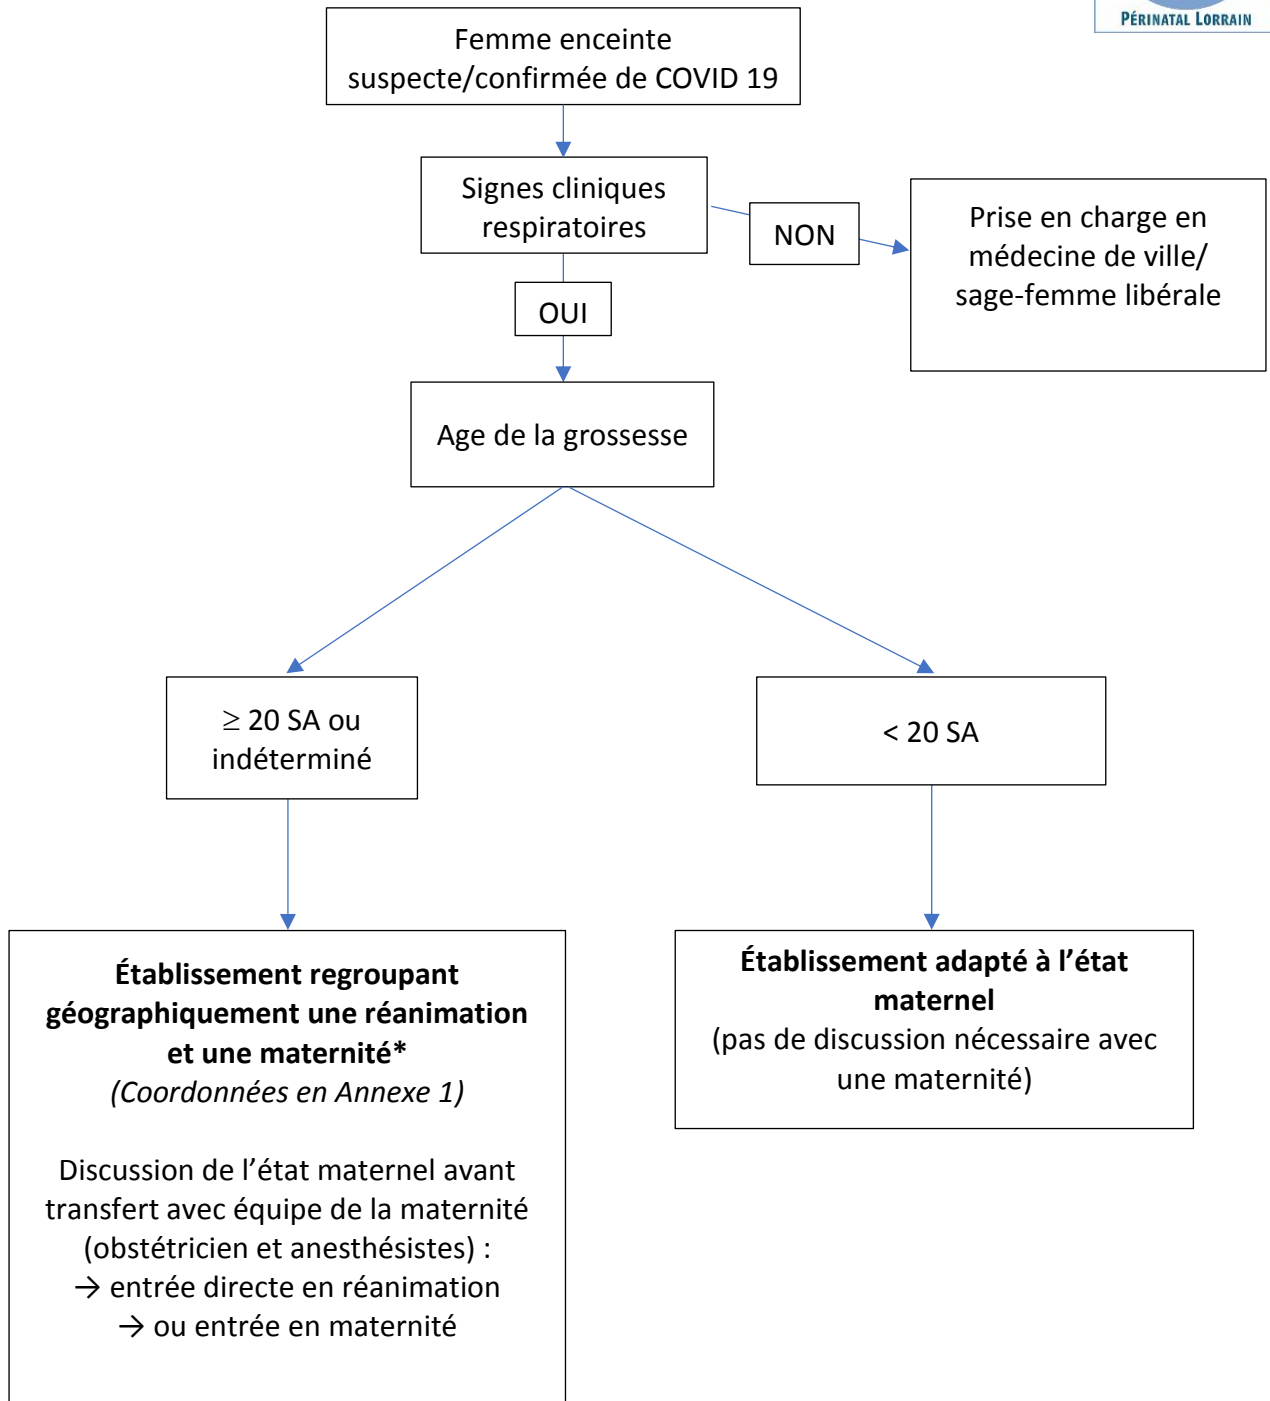 PÉRINATAL LORRAIN
Femme enceinte
suspecte/confirmée de COVID 19
Signes cliniques
respiratoires
NON
Prise en charge en
médecine de ville/
sage-femme libérale
OUI
Age de la grossesse
≥ 20 SA ou
indéterminé
< 20 SA
Établissement regroupant
géographiquement une réanimation
et une maternité*
(Coordonnées en Annexe 1)
Discussion de l’état maternel avant
transfert avec équipe de la maternité
(obstétricien et anesthésistes) :
→ entrée directe en réanimation
→ ou entrée en maternité
Établissement adapté à l’état
maternel
(pas de discussion nécessaire avec
une maternité)